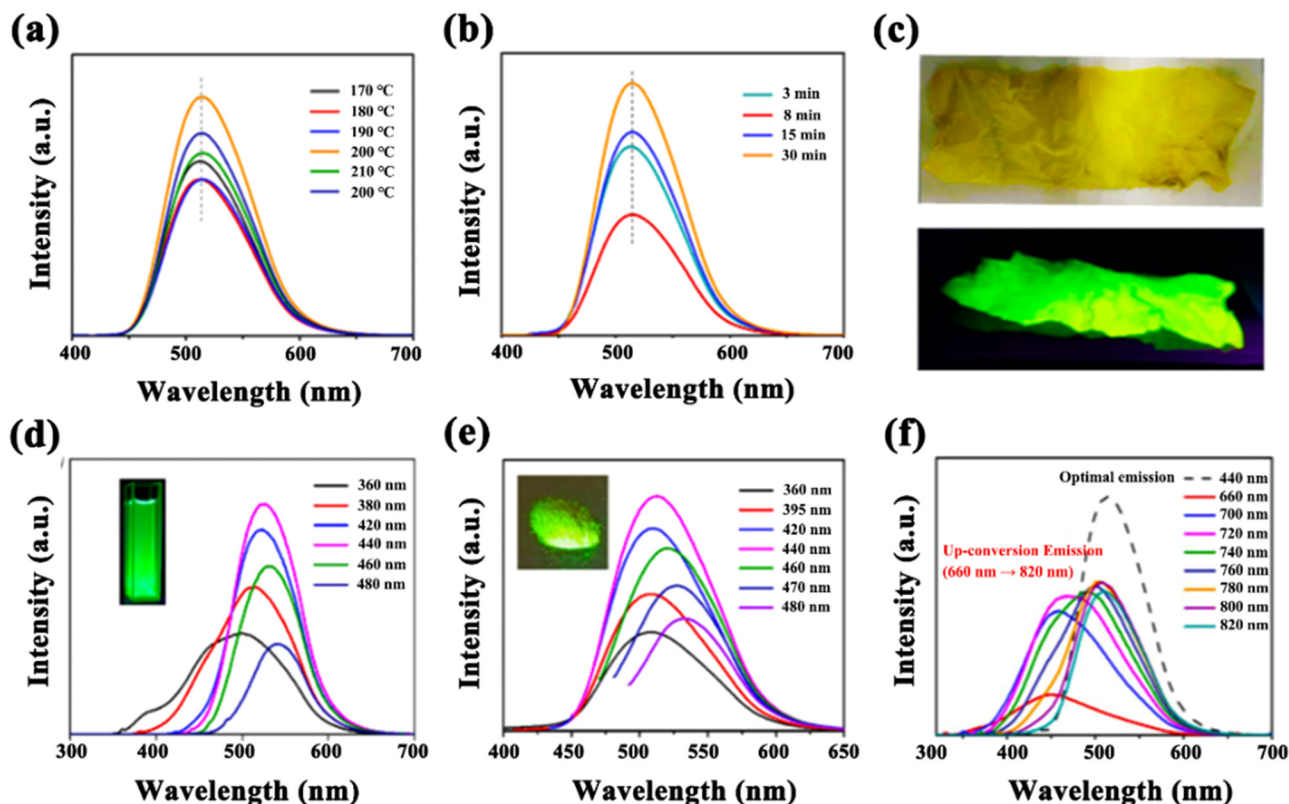 (a)
Intensity (a.u.)
170 °C
180 °C
190 °C
200 °C
210 °C
200 °C
400
500
600
700
Wavelength (nm)
(b)
Intensity (a.u.)
3 min
8 min
15 min
30 min
400
500
600
700
Wavelength (nm)
(c)
(d)
Intensity (a.u.)
360 nm
380 nm
420 nm
440 nm
460 nm
480 nm
300
400
500
600
700
Wavelength (nm)
(e)
Intensity (a.u.)
360 nm
395 nm
420 nm
440 nm
460 nm
470 nm
480 nm
400
450
500
550
600
650
Wavelength (nm)
(f)
Intensity (a.u.)
Optimal emission
440 nm
660 nm
700 nm
720 nm
740 nm
760 nm
780 nm
800 nm
820 nm
Up-conversion Emission
(660 nm → 820 nm)
300
400
500
600
700
Wavelength (nm)